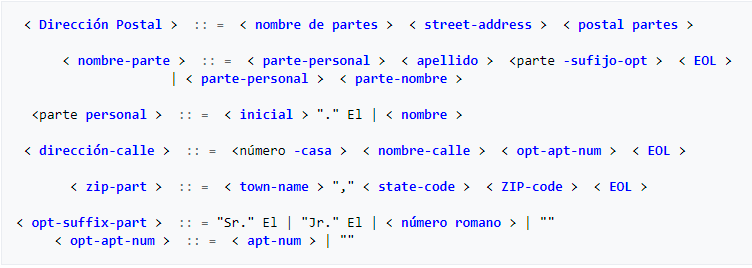 < Dirección Postal > :: = < nombre de partes > < street-address > < postal partes >
< nombre-parte > :: = < parte-personal > < apellido > <parte -sufijo-opt > < EOL >
| < parte-personal > < parte-nombre >
<parte personal > :: = < inicial > "." El | < nombre >
< dirección-calle > :: = <número -casa > < nombre-calle > < opt-apt-num > < EOL >
< zip-part > :: = < town-name > "," < state-code > < ZIP-code > < EOL >
< opt-suffix-part > :: = "Sr." El | "Jr." El | < número romano > | ""
< opt-apt-num > :: = < apt-num > | ""